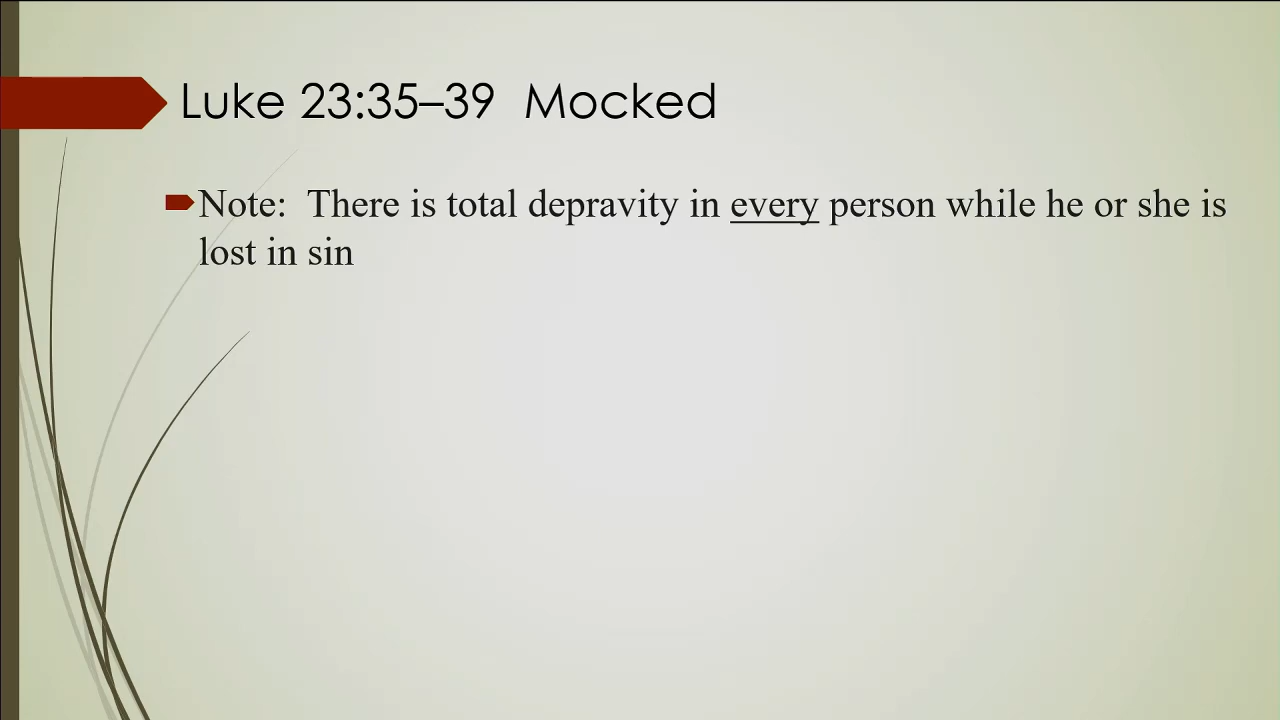 Luke 23:35–39  Mocked
Note:  There is total depravity in every person while he or she is
lost in sin